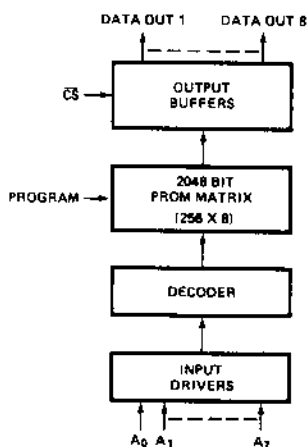 DATA OUT 1 DATA OUT 8
OUTPUT
BUFFERS
CS
2048 BIT
PROM MATRIX
(256 X 8)
PROGRAM
DECODER
INPUT
DRIVERS
A0 A1 A7